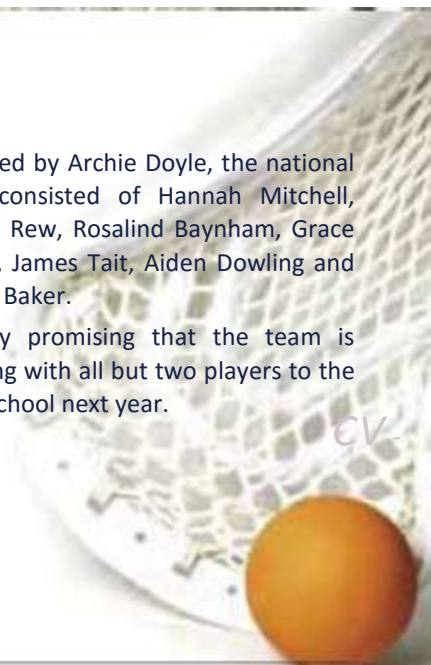 ed by Archie Doyle, the national
consisted of Hannah Mitchell,
Rew, Rosalind Baynham, Grace
, James Tait, Aiden Dowling and
Baker.
y promising that the team is
ng with all but two players to the
chool next year.
CV -